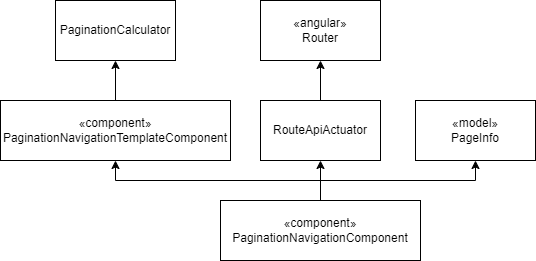 PaginationCalculator
«angular»
Router
«component»
PaginationNavigationTemplateComponent
RouteApiActuator
«model»
PageInfo
«component»
PaginationNavigationComponent